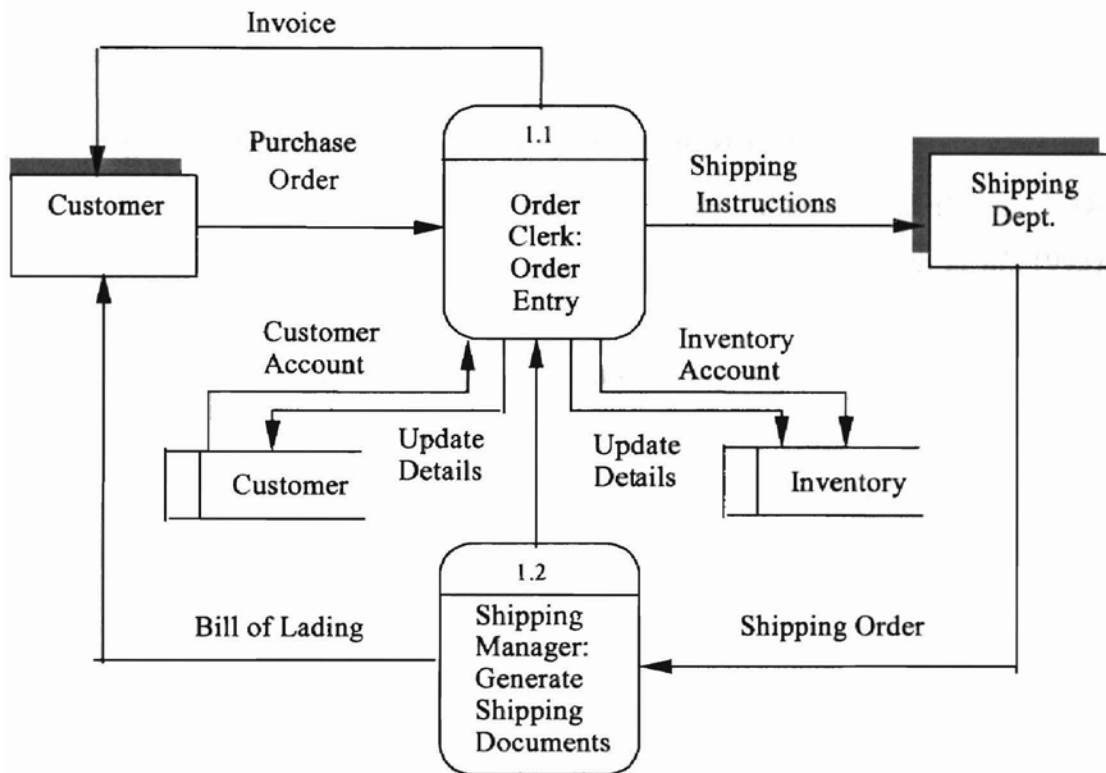 Invoice
Purchase
Order
1.1
Order
Clerk:
Order
Entry
Shipping
Instructions
Customer
Shipping
Dept.
Customer
Account
Inventory
Account
Update
Details
Update
Details
Customer
Inventory
1.2
Shipping
Manager:
Generate
Shipping
Documents
Bill of Lading
Shipping Order